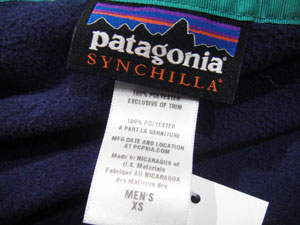 patagonia
SYNCHILLA
100% POLYESTER
EXCLUSIVE OF TRIM
100% POLYESTER
A PART LA GARNITURE
MFG DATE AND LOCATION
AT PCPBIA.COM
Made in NICARAGUA of
U.S. Materials
Fabriqué AU NICARAGUA
des Matières des
MEN'S
XS